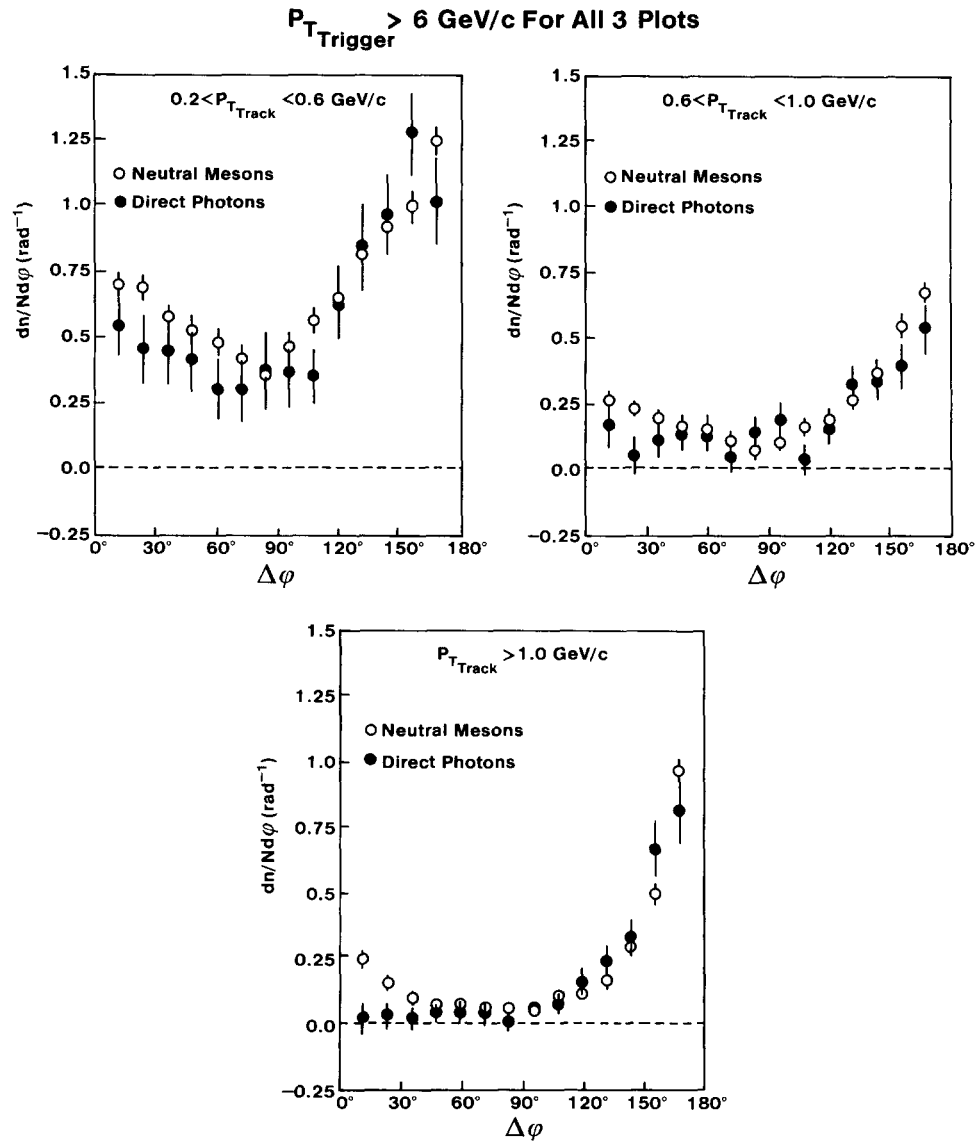 P_T_Trigger > 6 GeV/c For All 3 Plots
0.2<P_T_Track <0.6 GeV/c
Neutral Mesons
Direct Photons
dn/Ndφ (rad⁻¹)
1.5
1.25
1.0
0.75
0.5
0.25
0.0
−0.25
0° 30° 60° 90° 120° 150° 180°
Δφ
0.6<P_T_Track <1.0 GeV/c
Neutral Mesons
Direct Photons
dn/Ndφ (rad⁻¹)
1.5
1.25
1.0
0.75
0.5
0.25
0.0
−0.25
0° 30° 60° 90° 120° 150° 180°
Δφ
P_T_Track >1.0 GeV/c
Neutral Mesons
Direct Photons
dn/Ndφ (rad⁻¹)
1.5
1.25
1.0
0.75
0.5
0.25
0.0
−0.25
0° 30° 60° 90° 120° 150° 180°
Δφ